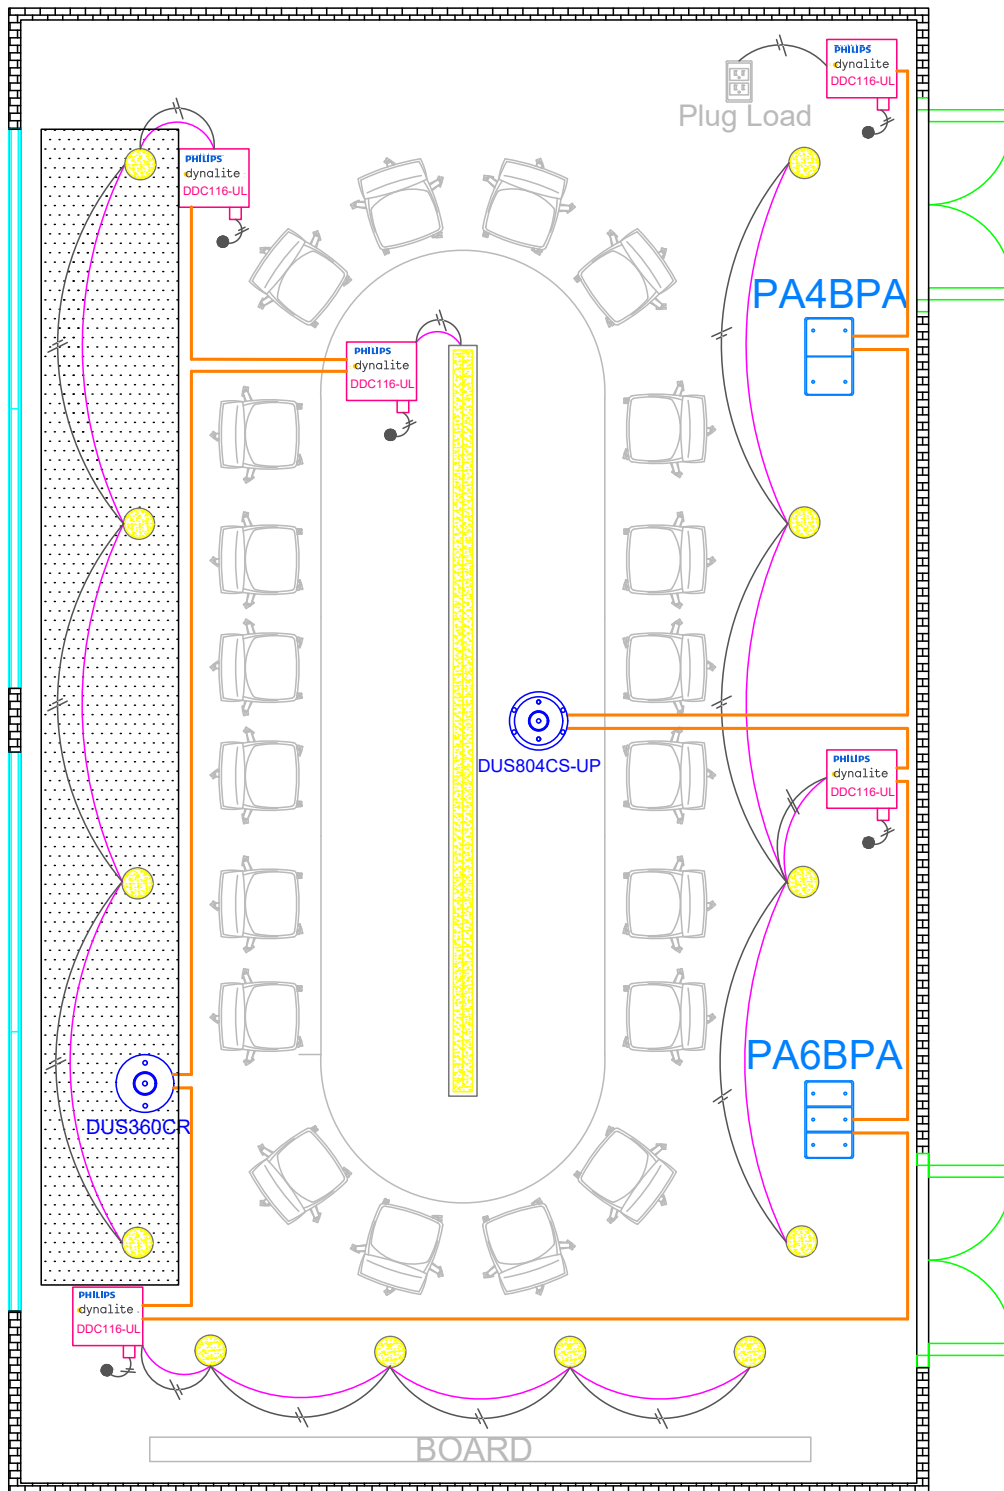 PHILIPS
dynalite
DDC116-UL
Plug Load
PHILIPS
dynalite
DDC116-UL
PA4BPA
PHILIPS
dynalite
DDC116-UL
DUS804CS-UP
PHILIPS
dynalite
DDC116-UL
PA6BPA
DUS360CR
PHILIPS
dynalite
DDC116-UL
BOARD